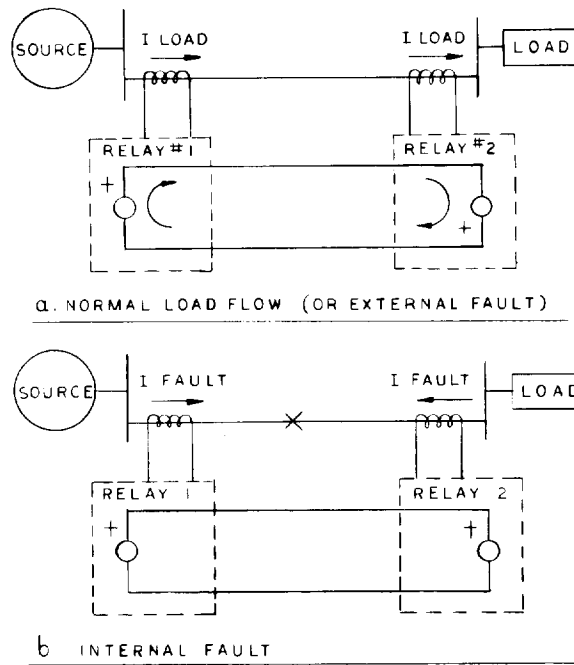 SOURCE
I LOAD
I LOAD
LOAD
RELAY #1
RELAY #2
+
+
a. NORMAL LOAD FLOW (OR EXTERNAL FAULT)
SOURCE
I FAULT
I FAULT
LOAD
RELAY 1
RELAY 2
+
+
b INTERNAL FAULT